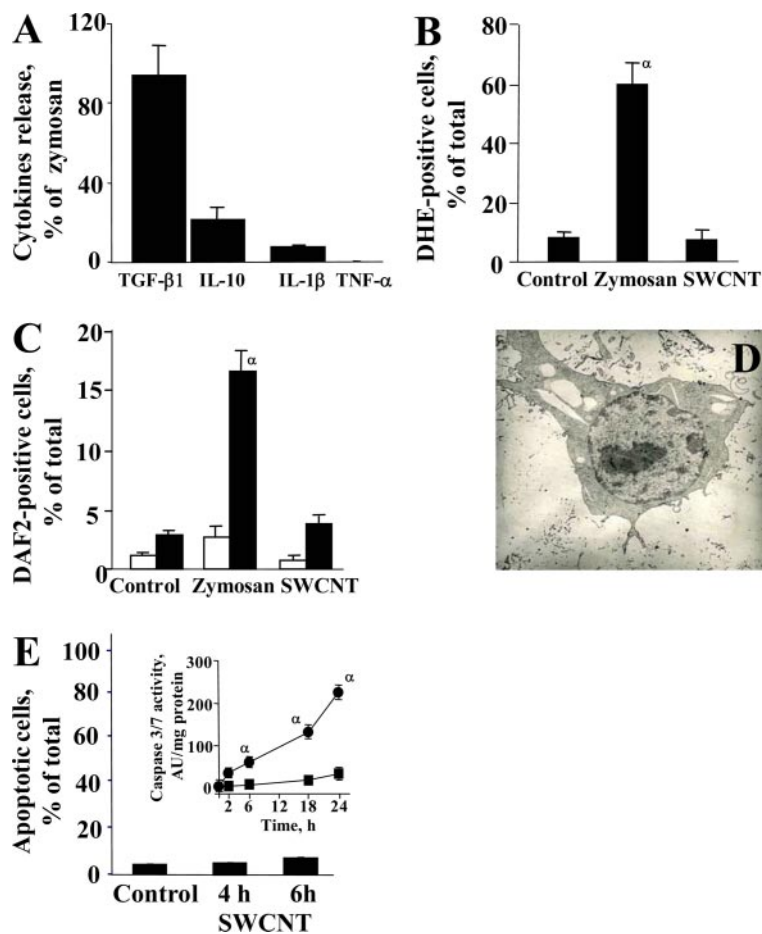 A
Cytokines release,
% of zymosan
120
80
40
0
TGF-β1 IL-10 IL-1β TNF-α
B
DHE-positive cells,
% of total
80
60
40
20
0
α
Control Zymosan SWCNT
C
DAF2-positive cells,
% of total
20
15
10
5
0
α
Control Zymosan SWCNT
D
E
Apoptotic cells,
% of total
100
80
60
40
20
0
Caspase 3/7 activity,
AU/mg protein
300
200
100
0
α
α
α
2 6 12 18 24
Time, h
Control 4 h 6h
SWCNT